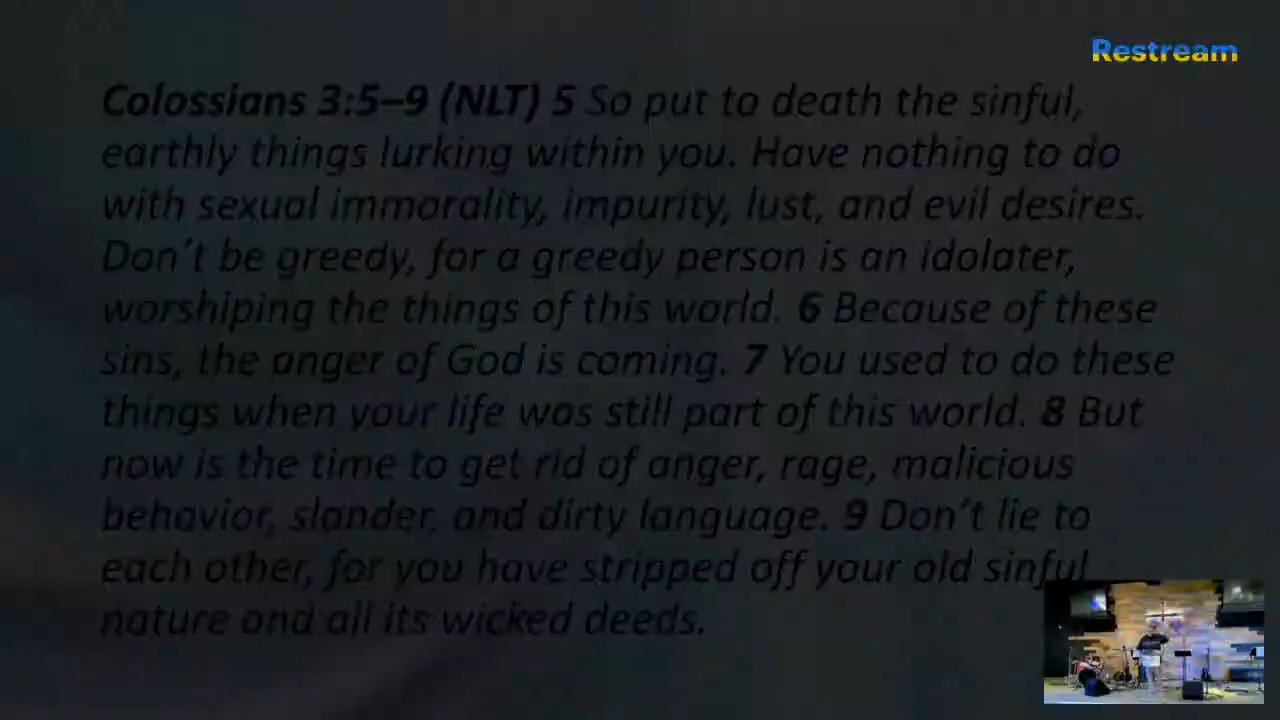 Restream
Colossians 3:5–9 (NLT) 5 So put to death the sinful,
earthly things lurking within you. Have nothing to do
with sexual immorality, impurity, lust, and evil desires.
Don’t be greedy, for a greedy person is an idolater,
worshiping the things of this world. 6 Because of these
sins, the anger of God is coming. 7 You used to do these
things when your life was still part of this world. 8 But
now is the time to get rid of anger, rage, malicious
behavior, slander, and dirty language. 9 Don’t lie to
each other, for you have stripped off your old sinful
nature and all its wicked deeds.